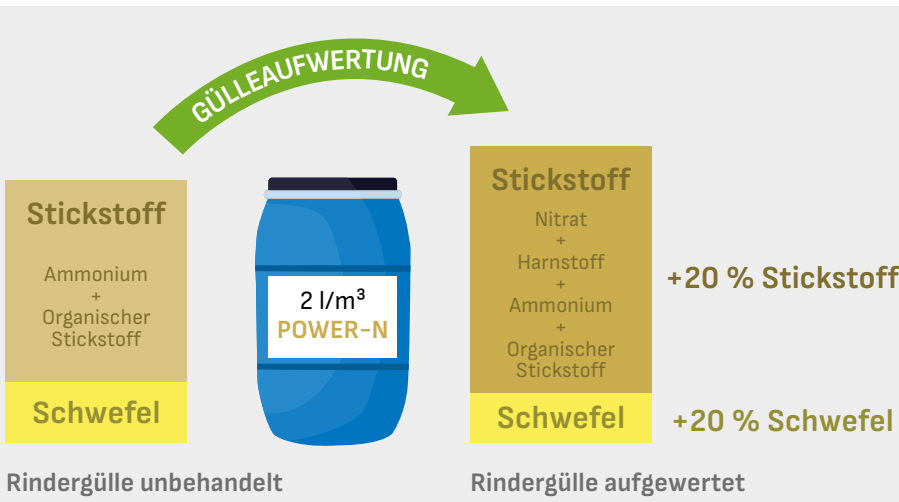 GÜLLEAUFWERTUNG
Stickstoff
Ammonium
+
Organischer
Stickstoff
Schwefel
Rindergülle unbehandelt
2 l/m³
POWER-N
Stickstoff
Nitrat
+
Harnstoff
+
Ammonium
+
Organischer
Stickstoff
Schwefel
Rindergülle aufgewertet
+20 % Stickstoff
+20 % Schwefel